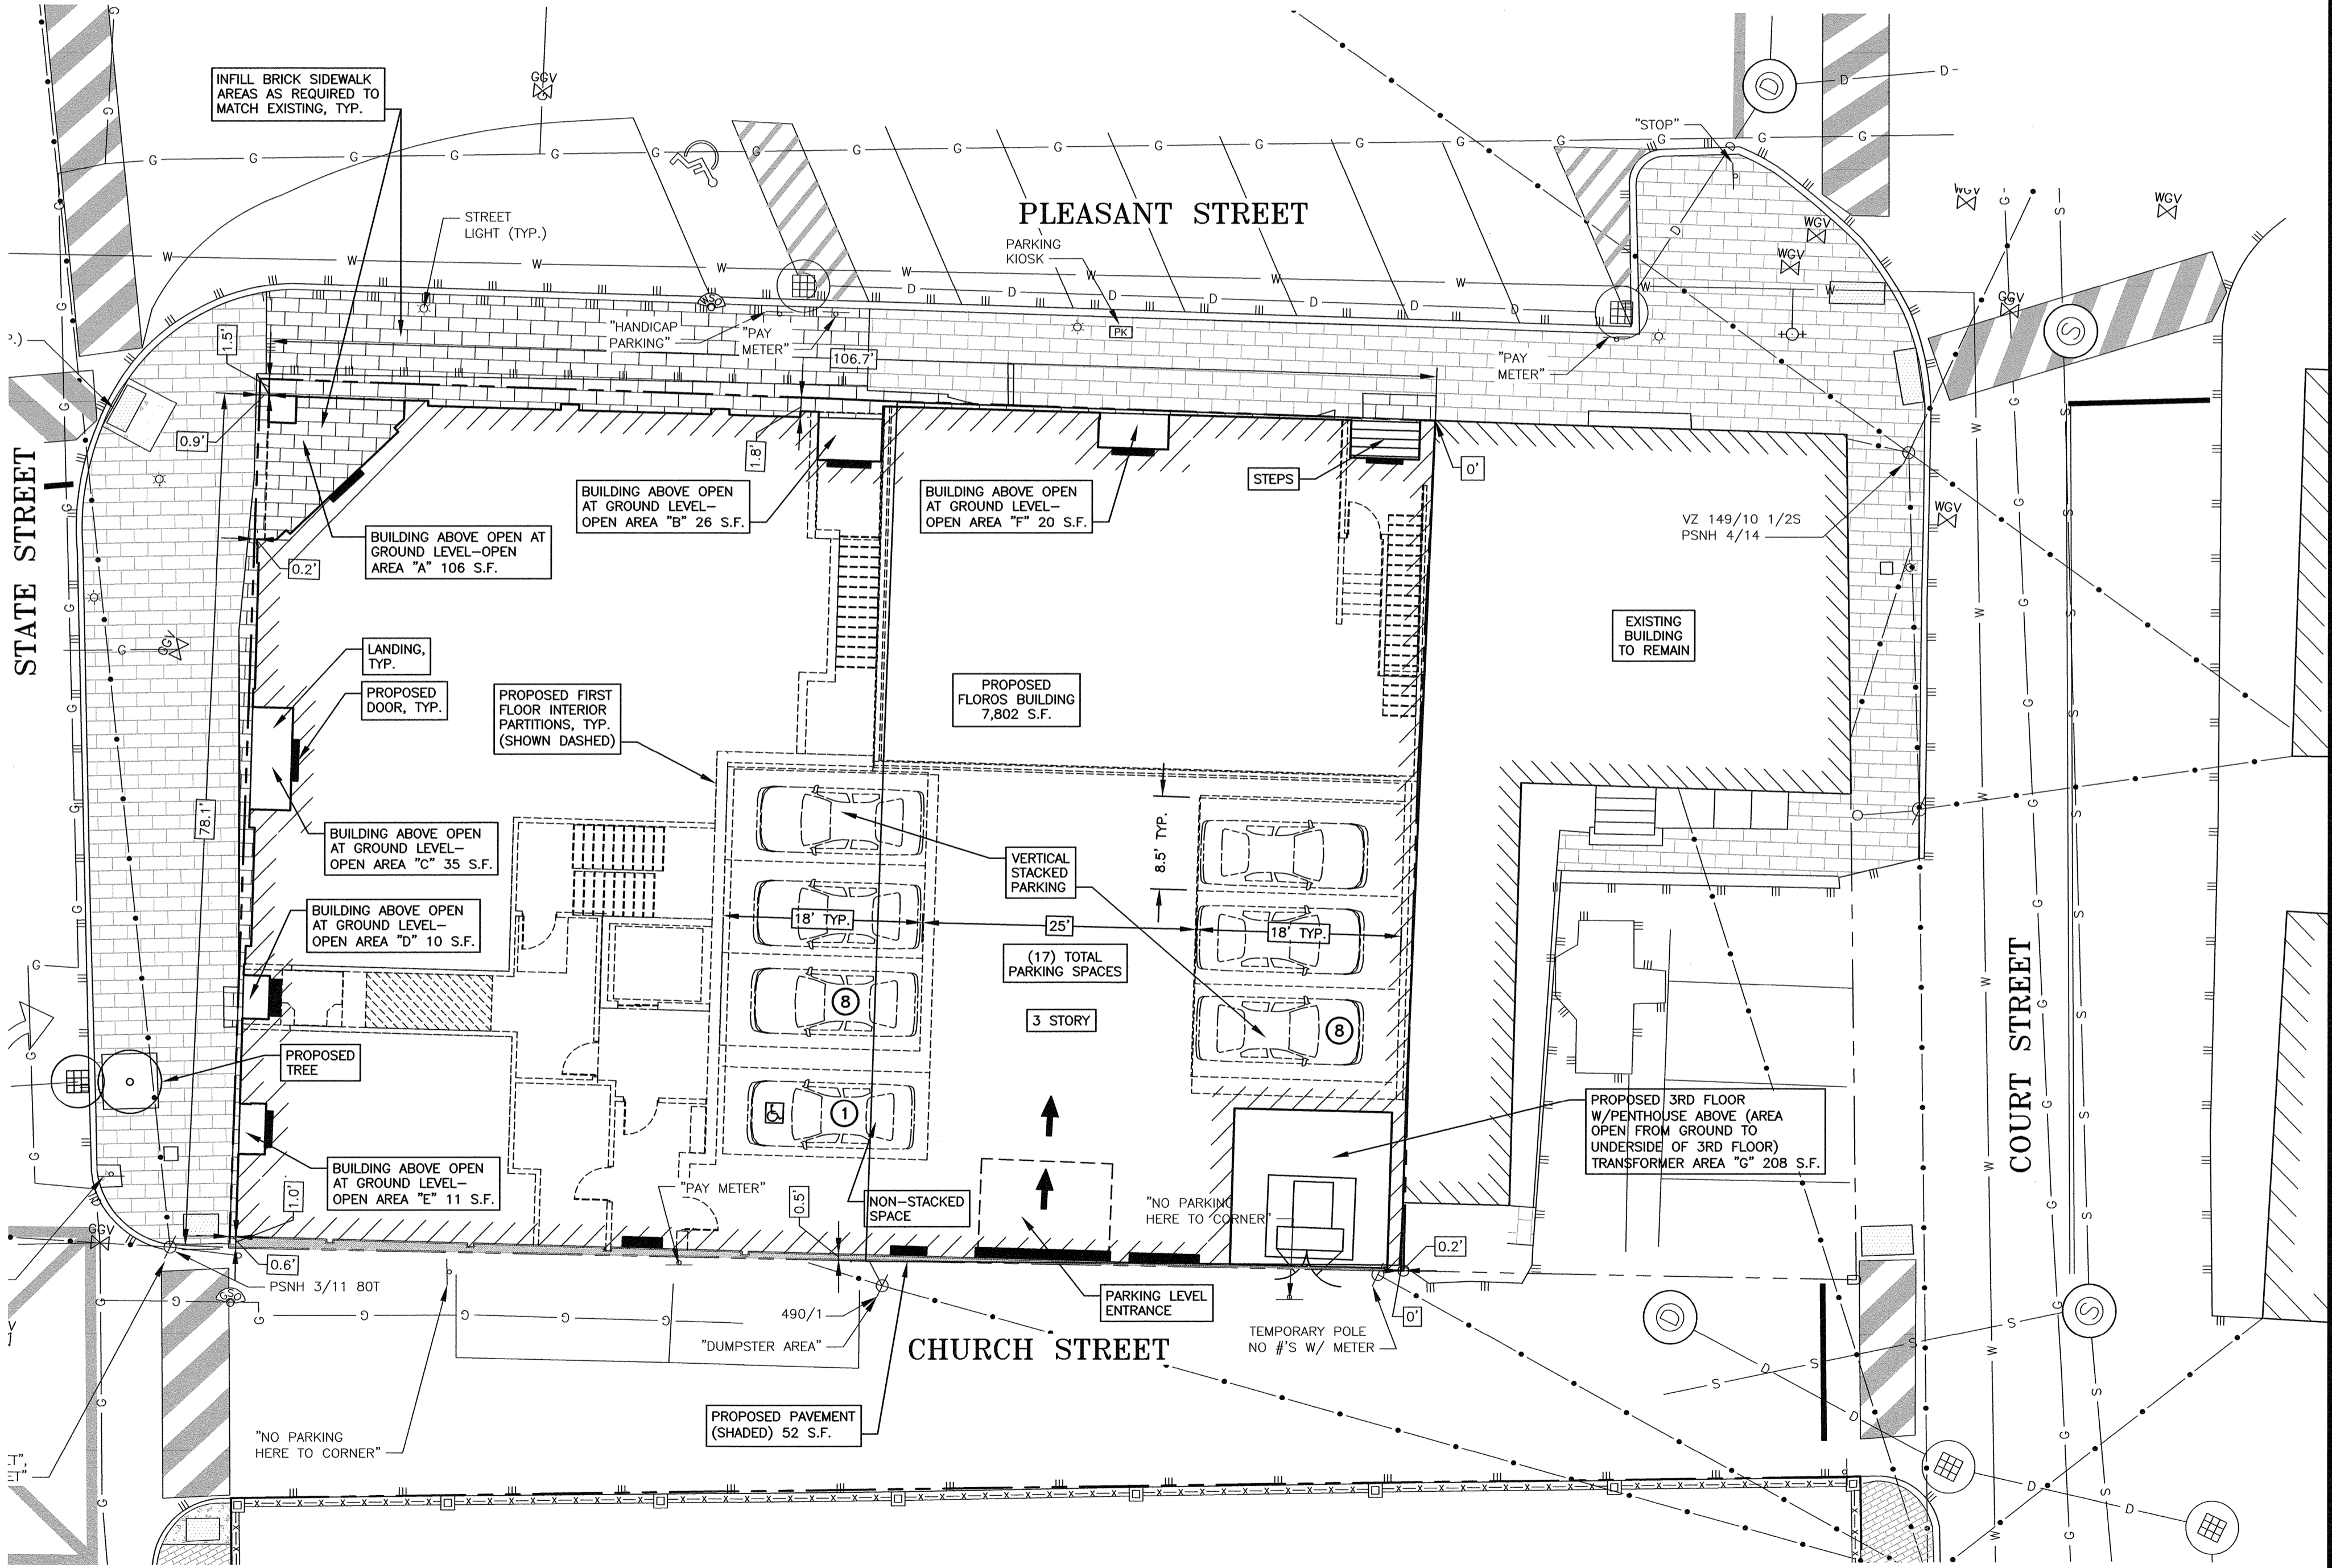 INFILL BRICK SIDEWALK
AREAS AS REQUIRED TO
MATCH EXISTING, TYP.
STREET
LIGHT (TYP.)
PLEASANT STREET
PARKING
KIOSK
PK
"STOP"
"HANDICAP
PARKING"
"PAY
METER"
106.7'
"PAY
METER"
1.5'
0.9'
1.8'
0.2'
0'
STATE STREET
BUILDING ABOVE OPEN
AT GROUND LEVEL–
OPEN AREA "B" 26 S.F.
BUILDING ABOVE OPEN
AT GROUND LEVEL–
OPEN AREA "F" 20 S.F.
STEPS
VZ 149/10 1/2S
PSNH 4/14
BUILDING ABOVE OPEN AT
GROUND LEVEL–OPEN
AREA "A" 106 S.F.
EXISTING
BUILDING
TO REMAIN
LANDING,
TYP.
PROPOSED
DOOR, TYP.
PROPOSED FIRST
FLOOR INTERIOR
PARTITIONS, TYP.
(SHOWN DASHED)
PROPOSED
FLOROS BUILDING
7,802 S.F.
78.1'
BUILDING ABOVE OPEN
AT GROUND LEVEL–
OPEN AREA "C" 35 S.F.
VERTICAL
STACKED
PARKING
8.5' TYP.
BUILDING ABOVE OPEN
AT GROUND LEVEL–
OPEN AREA "D" 10 S.F.
18' TYP.
25'
18' TYP.
(17) TOTAL
PARKING SPACES
8
3 STORY
8
PROPOSED
TREE
1
COURT STREET
PROPOSED 3RD FLOOR
W/PENTHOUSE ABOVE (AREA
OPEN FROM GROUND TO
UNDERSIDE OF 3RD FLOOR)
TRANSFORMER AREA "G" 208 S.F.
BUILDING ABOVE OPEN
AT GROUND LEVEL–
OPEN AREA "E" 11 S.F.
"PAY METER"
NON–STACKED
SPACE
"NO PARKING
HERE TO CORNER"
1.0'
0.5'
0.6'
PSNH 3/11 80T
0.2'
0'
PARKING LEVEL
ENTRANCE
490/1
"DUMPSTER AREA"
CHURCH STREET
TEMPORARY POLE
NO #'S W/ METER
PROPOSED PAVEMENT
(SHADED) 52 S.F.
"NO PARKING
HERE TO CORNER"
GGV
GGV
GGV
GGV
WGV
WGV
WGV
WGV
WGV
WSO
GSO
D
D
S
S